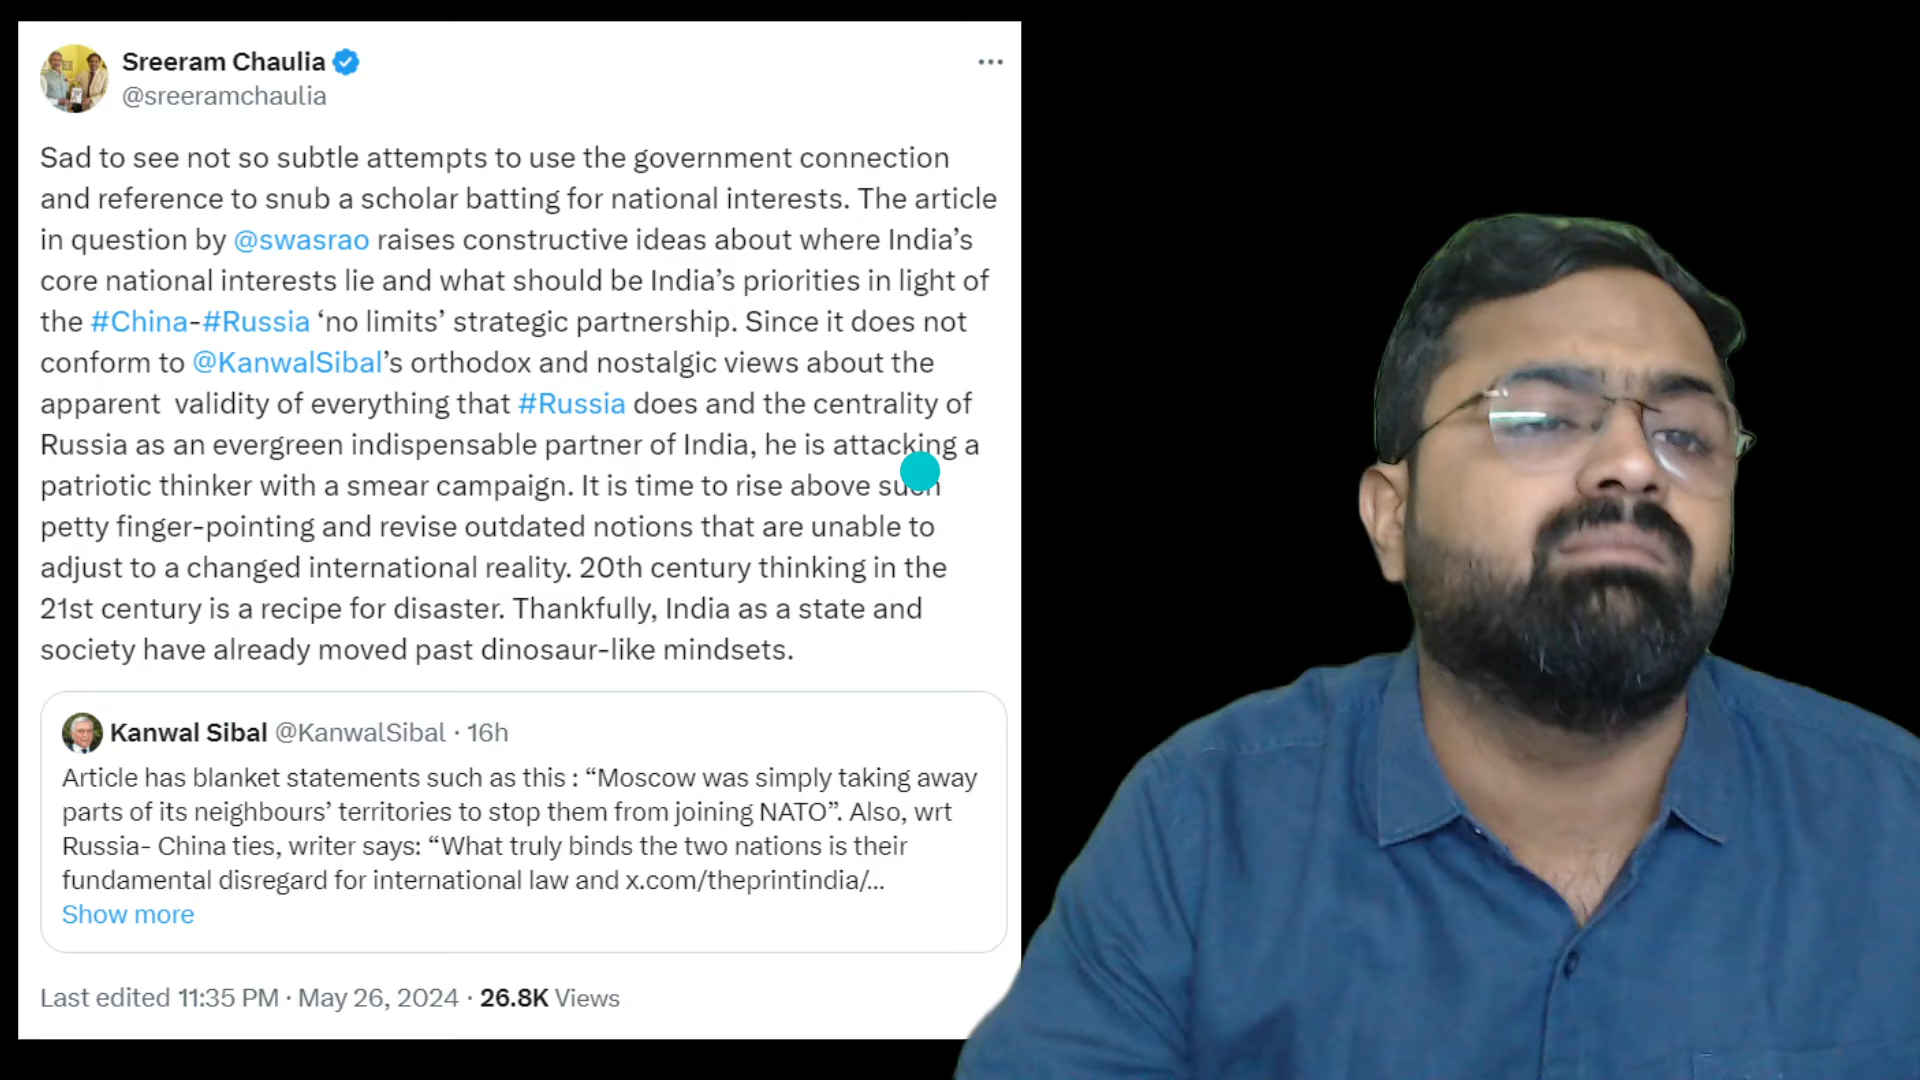 Sreeram Chaulia
@sreeramchaulia
Sad to see not so subtle attempts to use the government connection
and reference to snub a scholar batting for national interests. The article
in question by @swasrao raises constructive ideas about where India’s
core national interests lie and what should be India’s priorities in light of
the #China-#Russia ‘no limits’ strategic partnership. Since it does not
conform to @KanwalSibal’s orthodox and nostalgic views about the
apparent  validity of everything that #Russia does and the centrality of
Russia as an evergreen indispensable partner of India, he is attacking a
patriotic thinker with a smear campaign. It is time to rise above such
petty finger-pointing and revise outdated notions that are unable to
adjust to a changed international reality. 20th century thinking in the
21st century is a recipe for disaster. Thankfully, India as a state and
society have already moved past dinosaur-like mindsets.
Kanwal Sibal @KanwalSibal · 16h
Article has blanket statements such as this : “Moscow was simply taking away
parts of its neighbours’ territories to stop them from joining NATO”. Also, wrt
Russia- China ties, writer says: “What truly binds the two nations is their
fundamental disregard for international law and x.com/theprintindia/...
Show more
Last edited 11:35 PM · May 26, 2024 · 26.8K Views